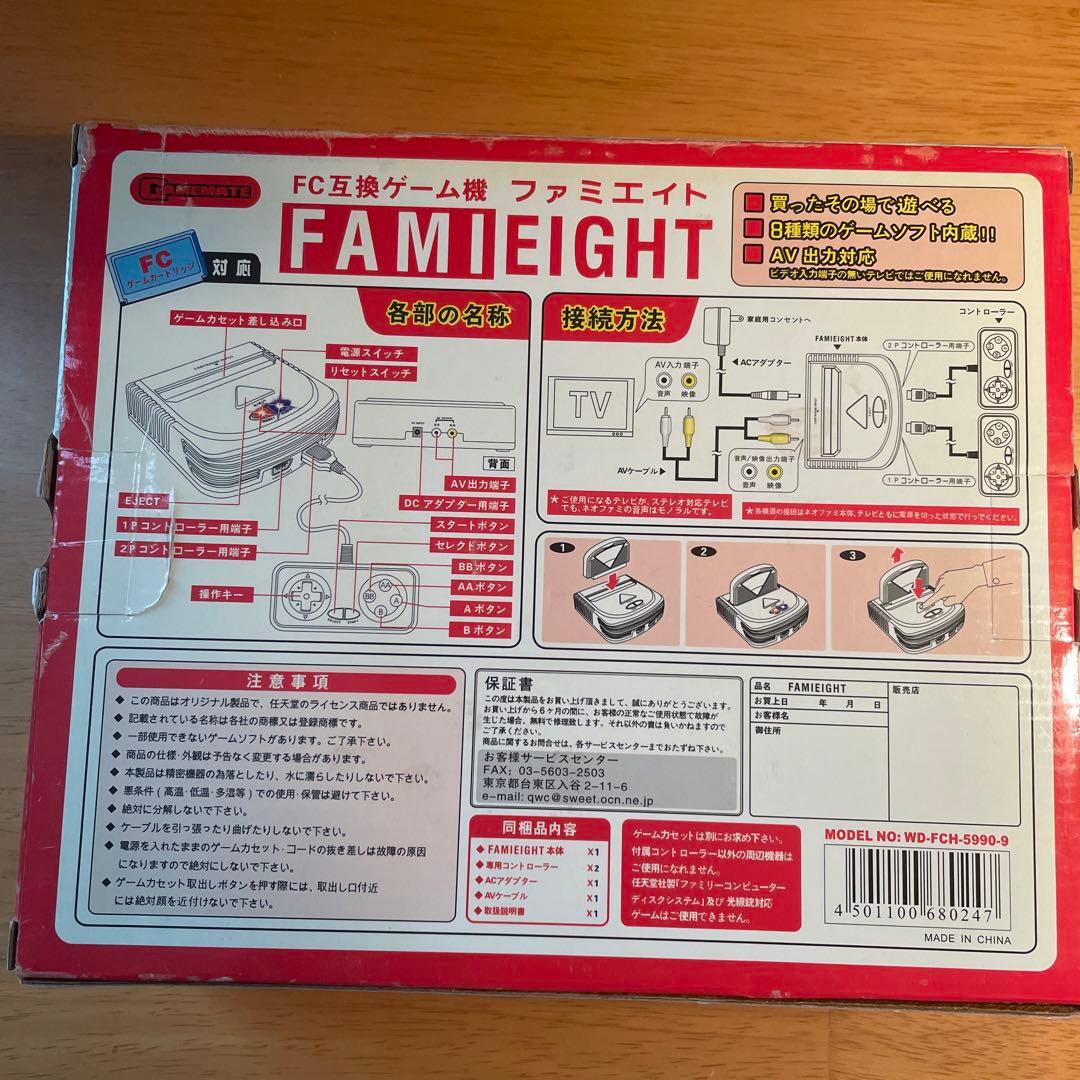 GAMEMATE
FC互換ゲーム機 ファミエイト
FAMIEIGHT
FC
ゲームカートリッジ
対応
買ったその場で遊べる
8種類のゲームソフト内蔵!!
AV出力対応
ビデオ入力端子の無いテレビではご使用になれません。
各部の名称
ゲームカセット差し込み口
電源スイッチ
リセットスイッチ
背面
AV出力端子
DCアダプター用端子
EJECT
1Pコントローラー用端子
2Pコントローラー用端子
スタートボタン
セレクトボタン
BBボタン
AAボタン
Aボタン
Bボタン
操作キー
AA
BB
A
B
SELECT
START
接続方法
家庭用コンセントへ
コントローラー
FAMIEIGHT本体
2Pコントローラー用端子
ACアダプター
AV入力端子
音声 映像
TV
AVケーブル
音声/映像出力端子
音声 映像
1Pコントローラー用端子
★ご使用になるテレビが、ステレオ対応テレビ
でも、ネオファミの音声はモノラルです。
★各機器の接続はネオファミ本体、テレビともに電源を切った状態で行ってください。
1
2
3
注意事項
◆ この商品はオリジナル製品で、任天堂のライセンス商品ではありません。
◆ 記載されている名称は各社の商標又は登録商標です。
◆ 一部使用できないゲームソフトがあります。ご了承下さい。
◆ 商品の仕様・外観は予告なく変更する場合があります。
◆ 本製品は精密機器の為落としたり、水に濡らしたりしないで下さい。
◆ 悪条件(高温・低温・多湿等)での使用・保管は避けて下さい。
◆ 絶対に分解しないで下さい。
◆ ケーブルを引っ張ったり曲げたりしないで下さい。
◆ 電源を入れたままのゲームカセット・コードの抜き差しは故障の原因
になりますので絶対にしないで下さい。
◆ ゲームカセット取出しボタンを押す際には、取出し口付近
には絶対顔を近付けないで下さい。
保証書
この度は本製品をお買い上げ頂きまして、誠にありがとうございます。
お買い上げから6ヶ月の間に、お客様の正常なご使用状態で故障が
生じた場合、無料で修理致します。それ以外の責は負いかねますので
ご了承ください。
商品に関するお問合せは、各サービスセンターまでおたずね下さい。
お客様サービスセンター
FAX; 03-5603-2503
東京都台東区入谷2-11-6
e-mail: qwc@sweet.ocn.ne.jp
品名 FAMIEIGHT
お買上日 年 月 日
お客様名
御住所
販売店
同梱品内容
◆ FAMIEIGHT本体 X1
◆ 専用コントローラー X2
◆ ACアダプター X1
◆ AVケーブル X1
◆ 取扱説明書 X1
ゲームカセットは別にお求め下さい。
付属コントローラー以外の周辺機器は
ご使用になれません。
任天堂社製「ファミリーコンピューター
ディスクシステム」及び 光線銃対応
ゲームはご使用できません。
MODEL NO: WD-FCH-5990-9
4 501100 680247
MADE IN CHINA